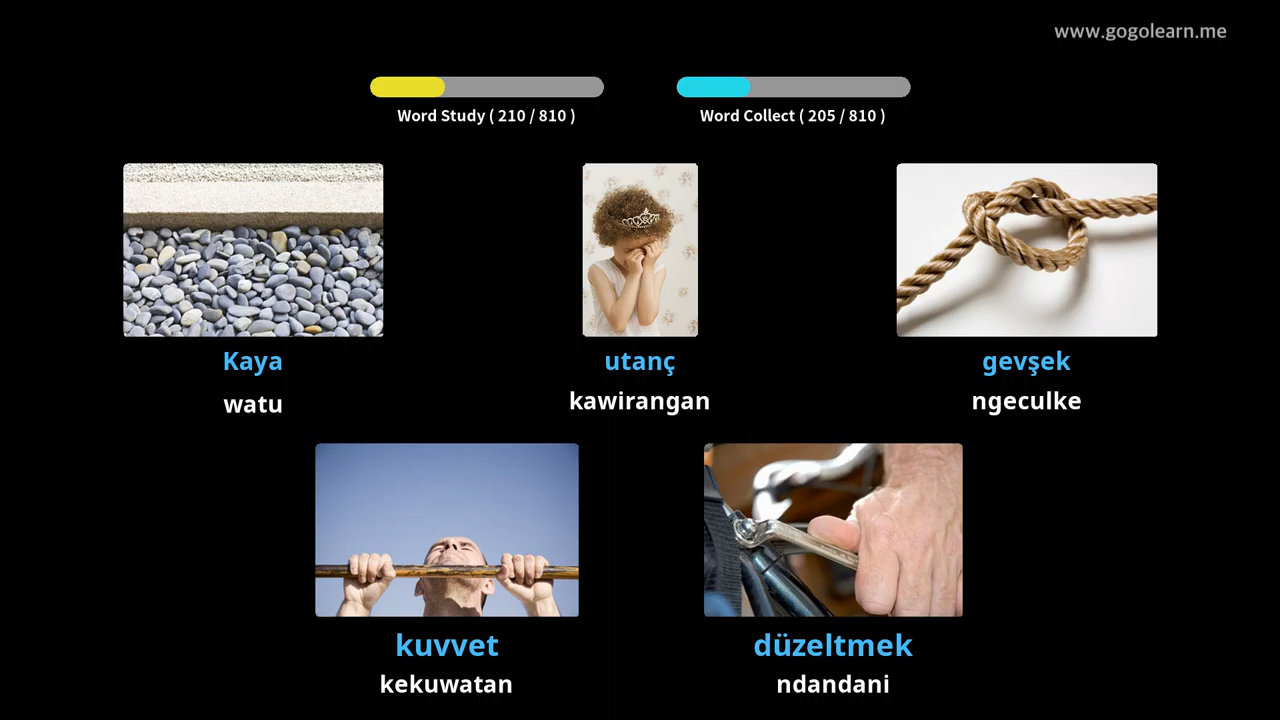 www.gogolearn.me
Word Study ( 210 / 810 )
Word Collect ( 205 / 810 )
Kaya
watu
utanç
kawirangan
gevşek
ngeculke
kuvvet
kekuwatan
düzeltmek
ndandani